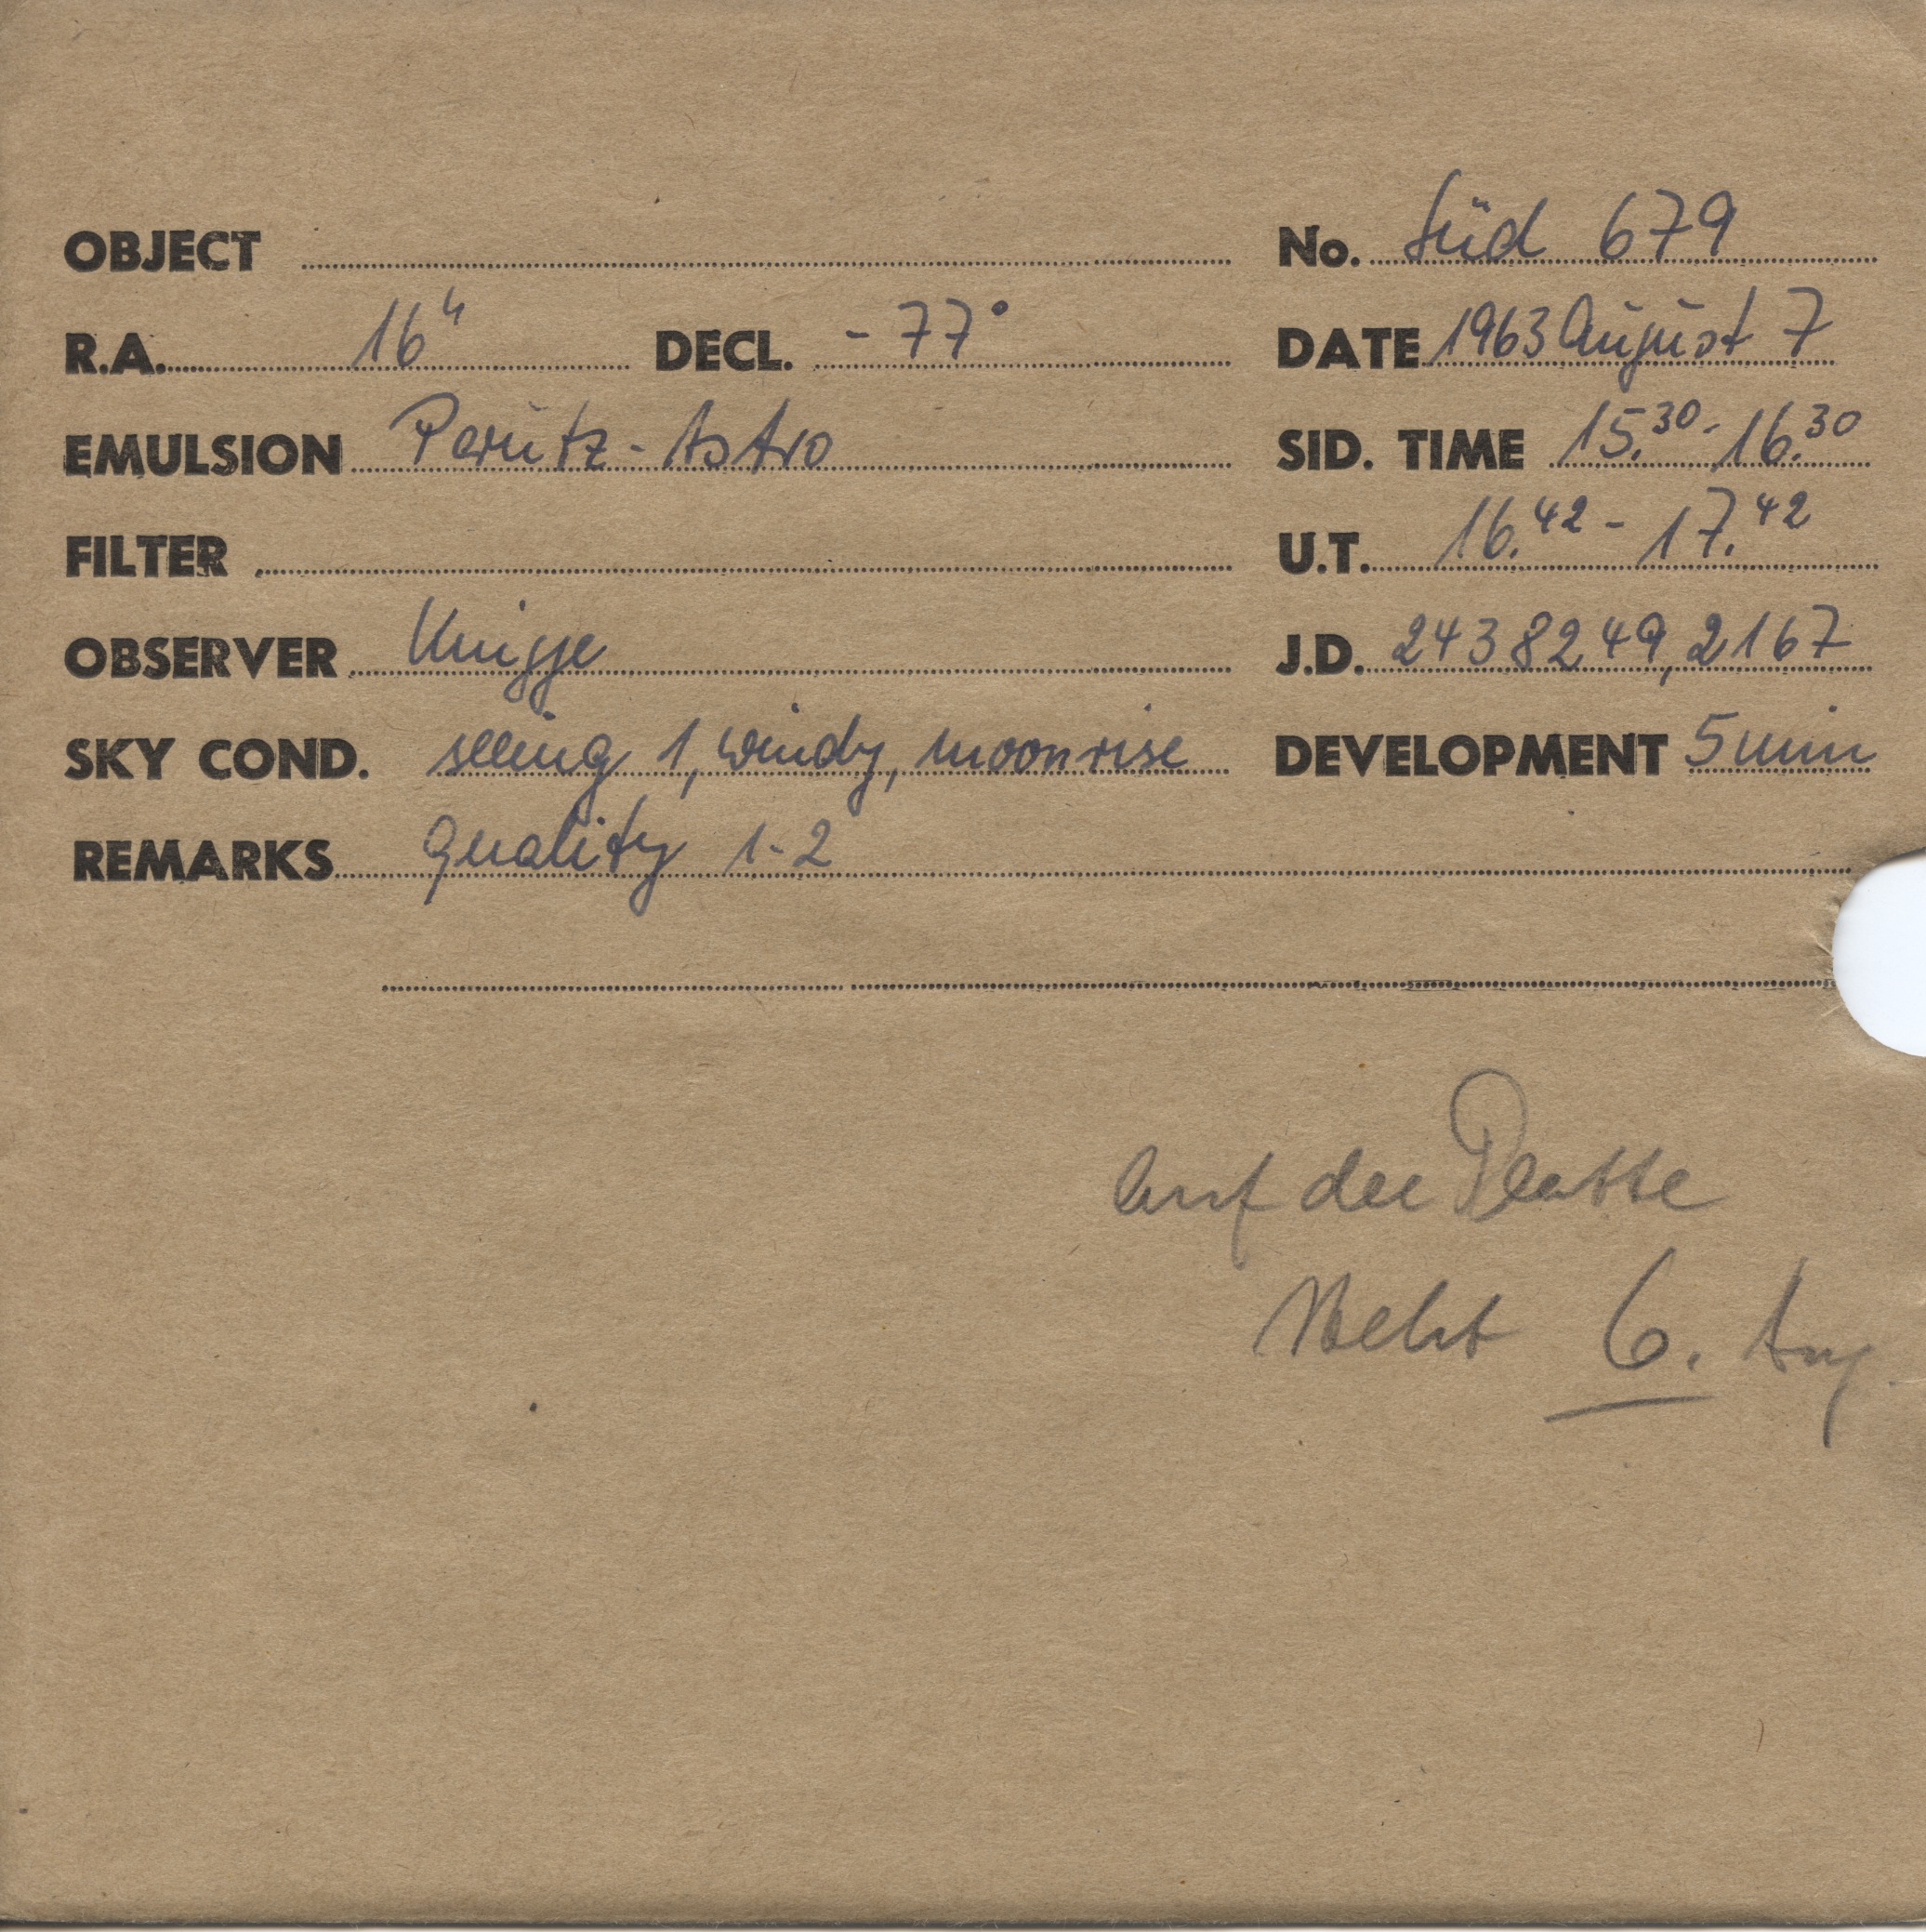 OBJECT No. Süd 679
R.A. 16h DECL. -77° DATE 1963 August 7
EMULSION Perutz-Astro SID. TIME 15.30-16.30
FILTER U.T. 16.42-17.42
OBSERVER Knigge J.D. 2438249,2167
SKY COND. seeing 1, windy, moonrise DEVELOPMENT 5 min
REMARKS quality 1-2
auf der Platte
steht 6. Aug.